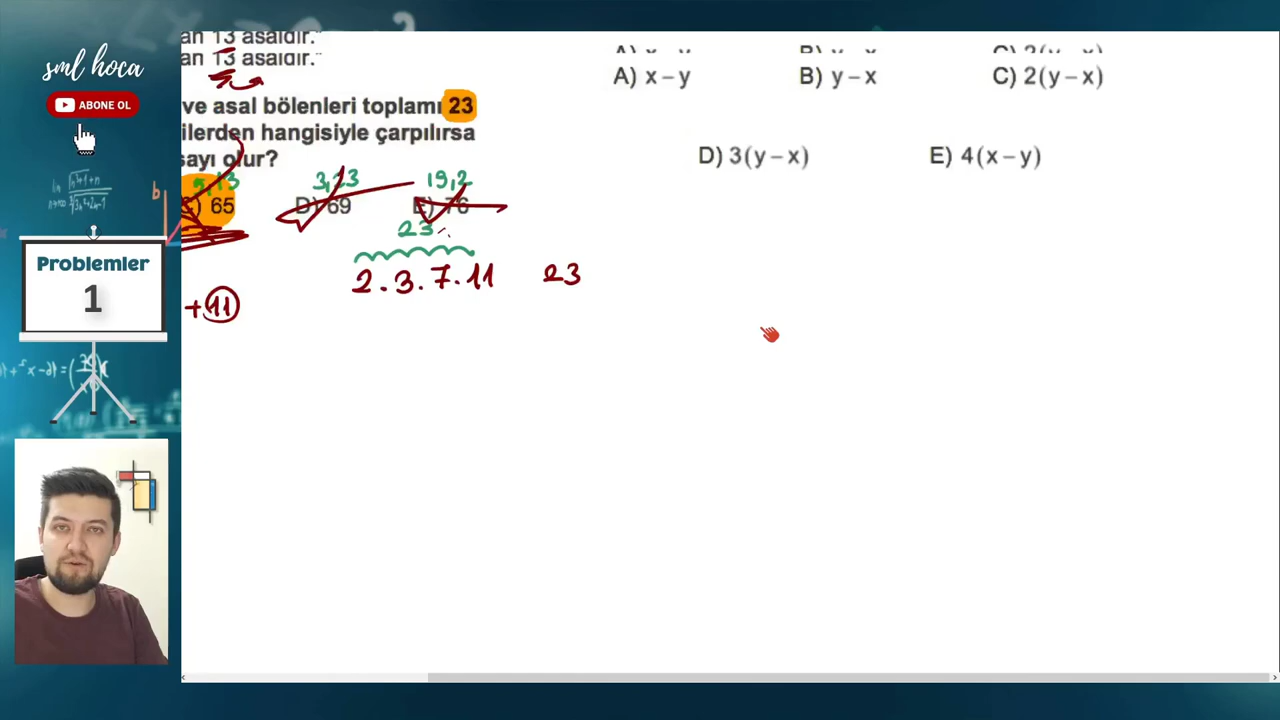 sml hoca
ABONE OL
b
Problemler
1
an 13 asaldır."
an 13 asaldır."
ve asal bölenleri toplamı 23
ilerden hangisiyle çarpılırsa
sayı olur?
5,13 3,23 19,2
C) 65 D) 69 E) 76
23
2.3.7.11 23
+11
A) x – y B) y – x C) 2(y – x)
A) x – y B) y – x C) 2(y – x)
D) 3(y – x) E) 4(x – y)